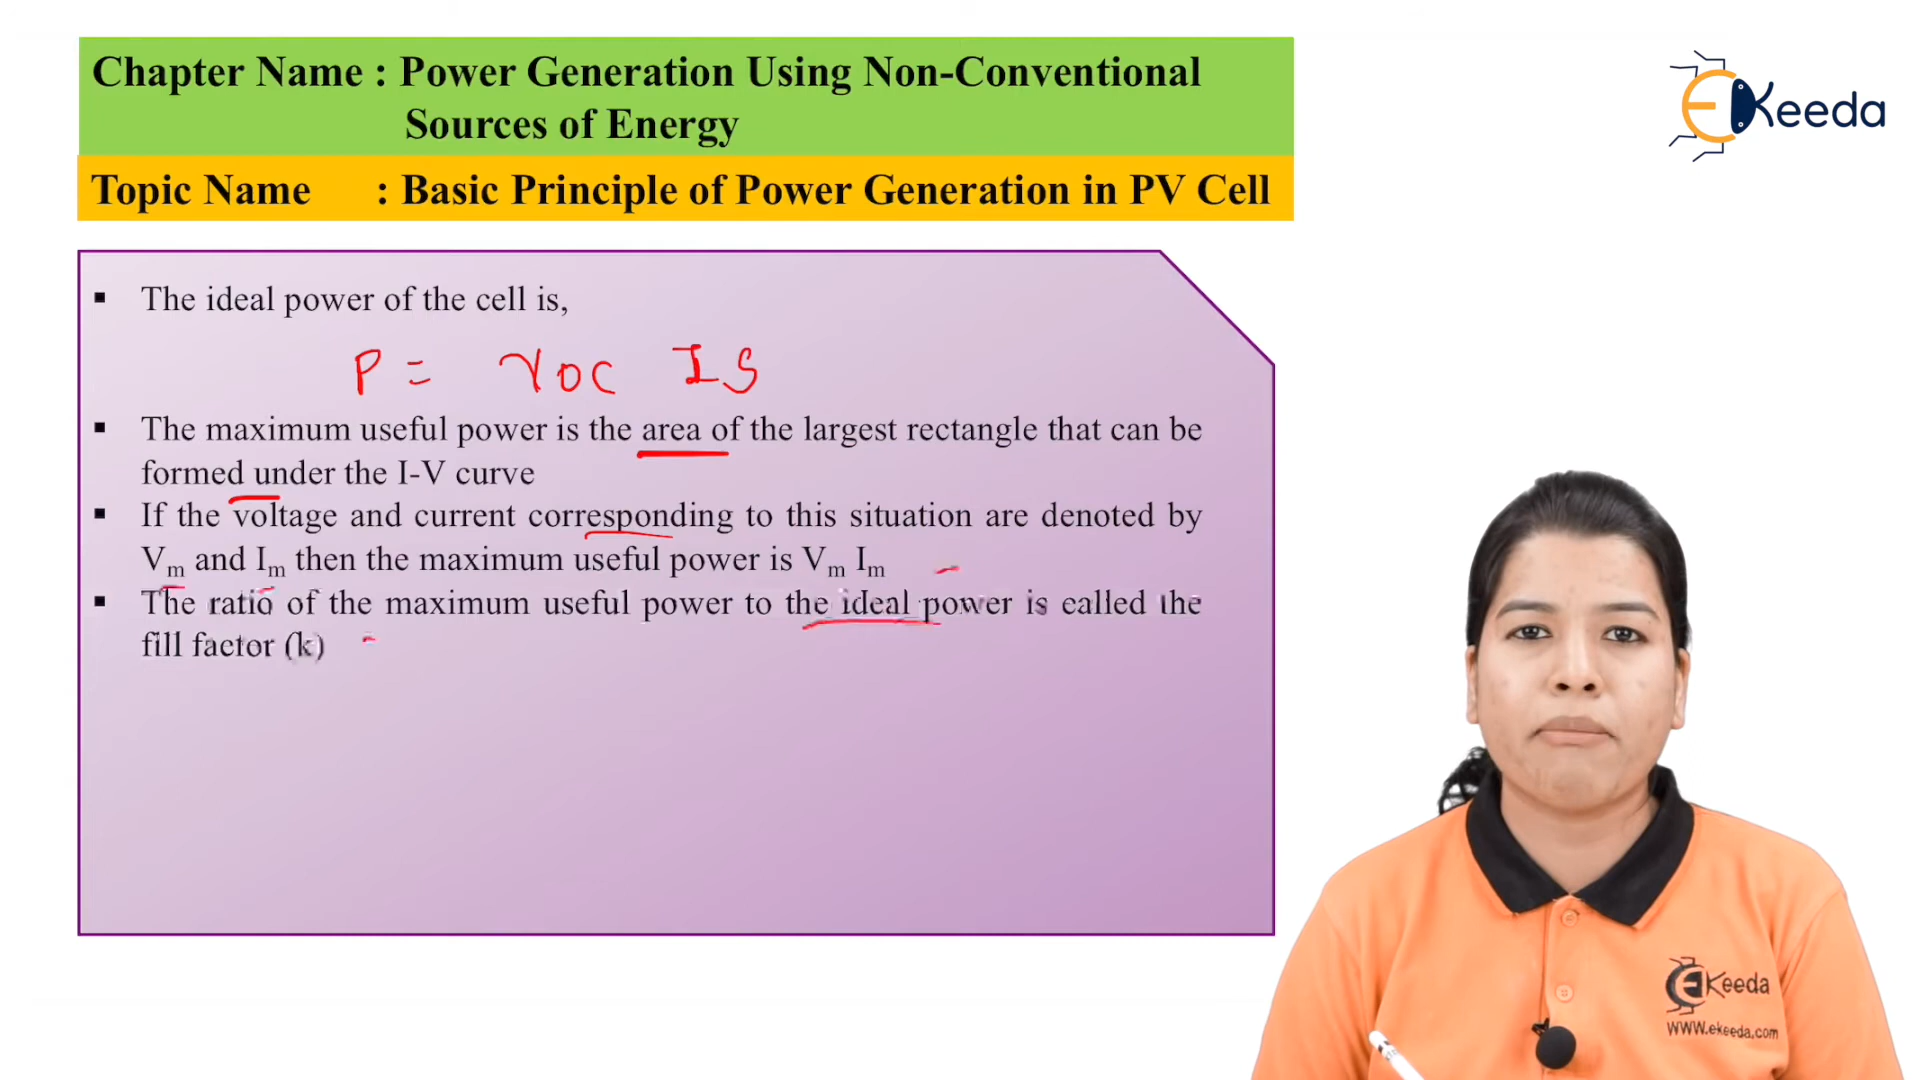 Chapter Name : Power Generation Using Non-Conventional
Sources of Energy
Topic Name : Basic Principle of Power Generation in PV Cell
EKeeda
▪ The ideal power of the cell is,
P = VOC IS
▪ The maximum useful power is the area of the largest rectangle that can be
formed under the I-V curve
▪ If the voltage and current corresponding to this situation are denoted by
Vm and Im then the maximum useful power is Vm Im
▪ The ratio of the maximum useful power to the ideal power is called the
fill factor (k)
EKeeda
WWW.ekeeda.com